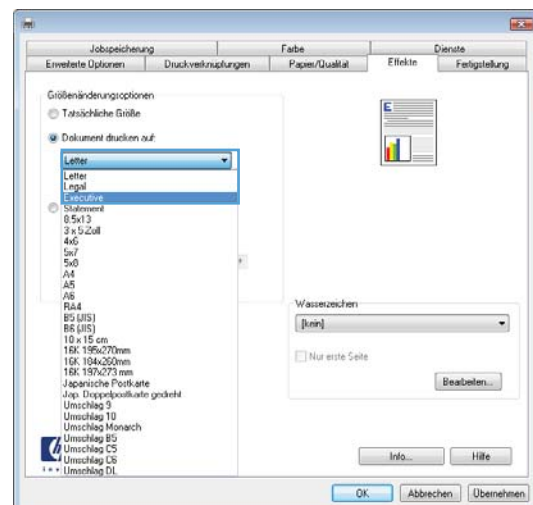 Jobspeicherung Farbe Dienste
Erweiterte Optionen Druckverknüpfungen Papier/Qualität Effekte Fertigstellung
Größenänderungsoptionen
Tatsächliche Größe
Dokument drucken auf:
Letter
Letter
Legal
Executive
Statement
8.5x13
3 x 5 Zoll
4x6
5x7
5x8
A4
A5
A6
RA4
B5 (JIS)
B6 (JIS)
10 x 15 cm
16K 195x270mm
16K 184x260mm
16K 197x273 mm
Japanische Postkarte
Jap. Doppelpostkarte gedreht
Umschlag 9
Umschlag 10
Umschlag Monarch
Umschlag B5
Umschlag C5
Umschlag C6
Umschlag DL
E
Wasserzeichen
[kein]
Nur erste Seite
Bearbeiten...
Info... Hilfe
OK Abbrechen Übernehmen